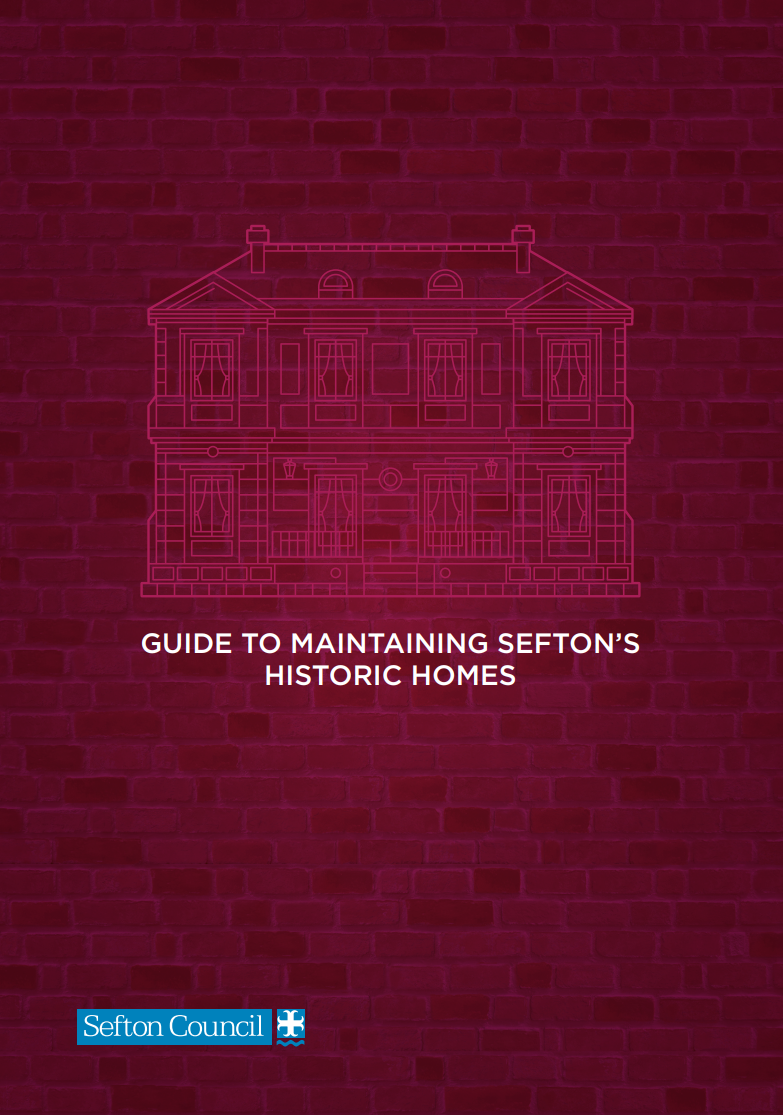 GUIDE TO MAINTAINING SEFTON’S
HISTORIC HOMES
Sefton Council